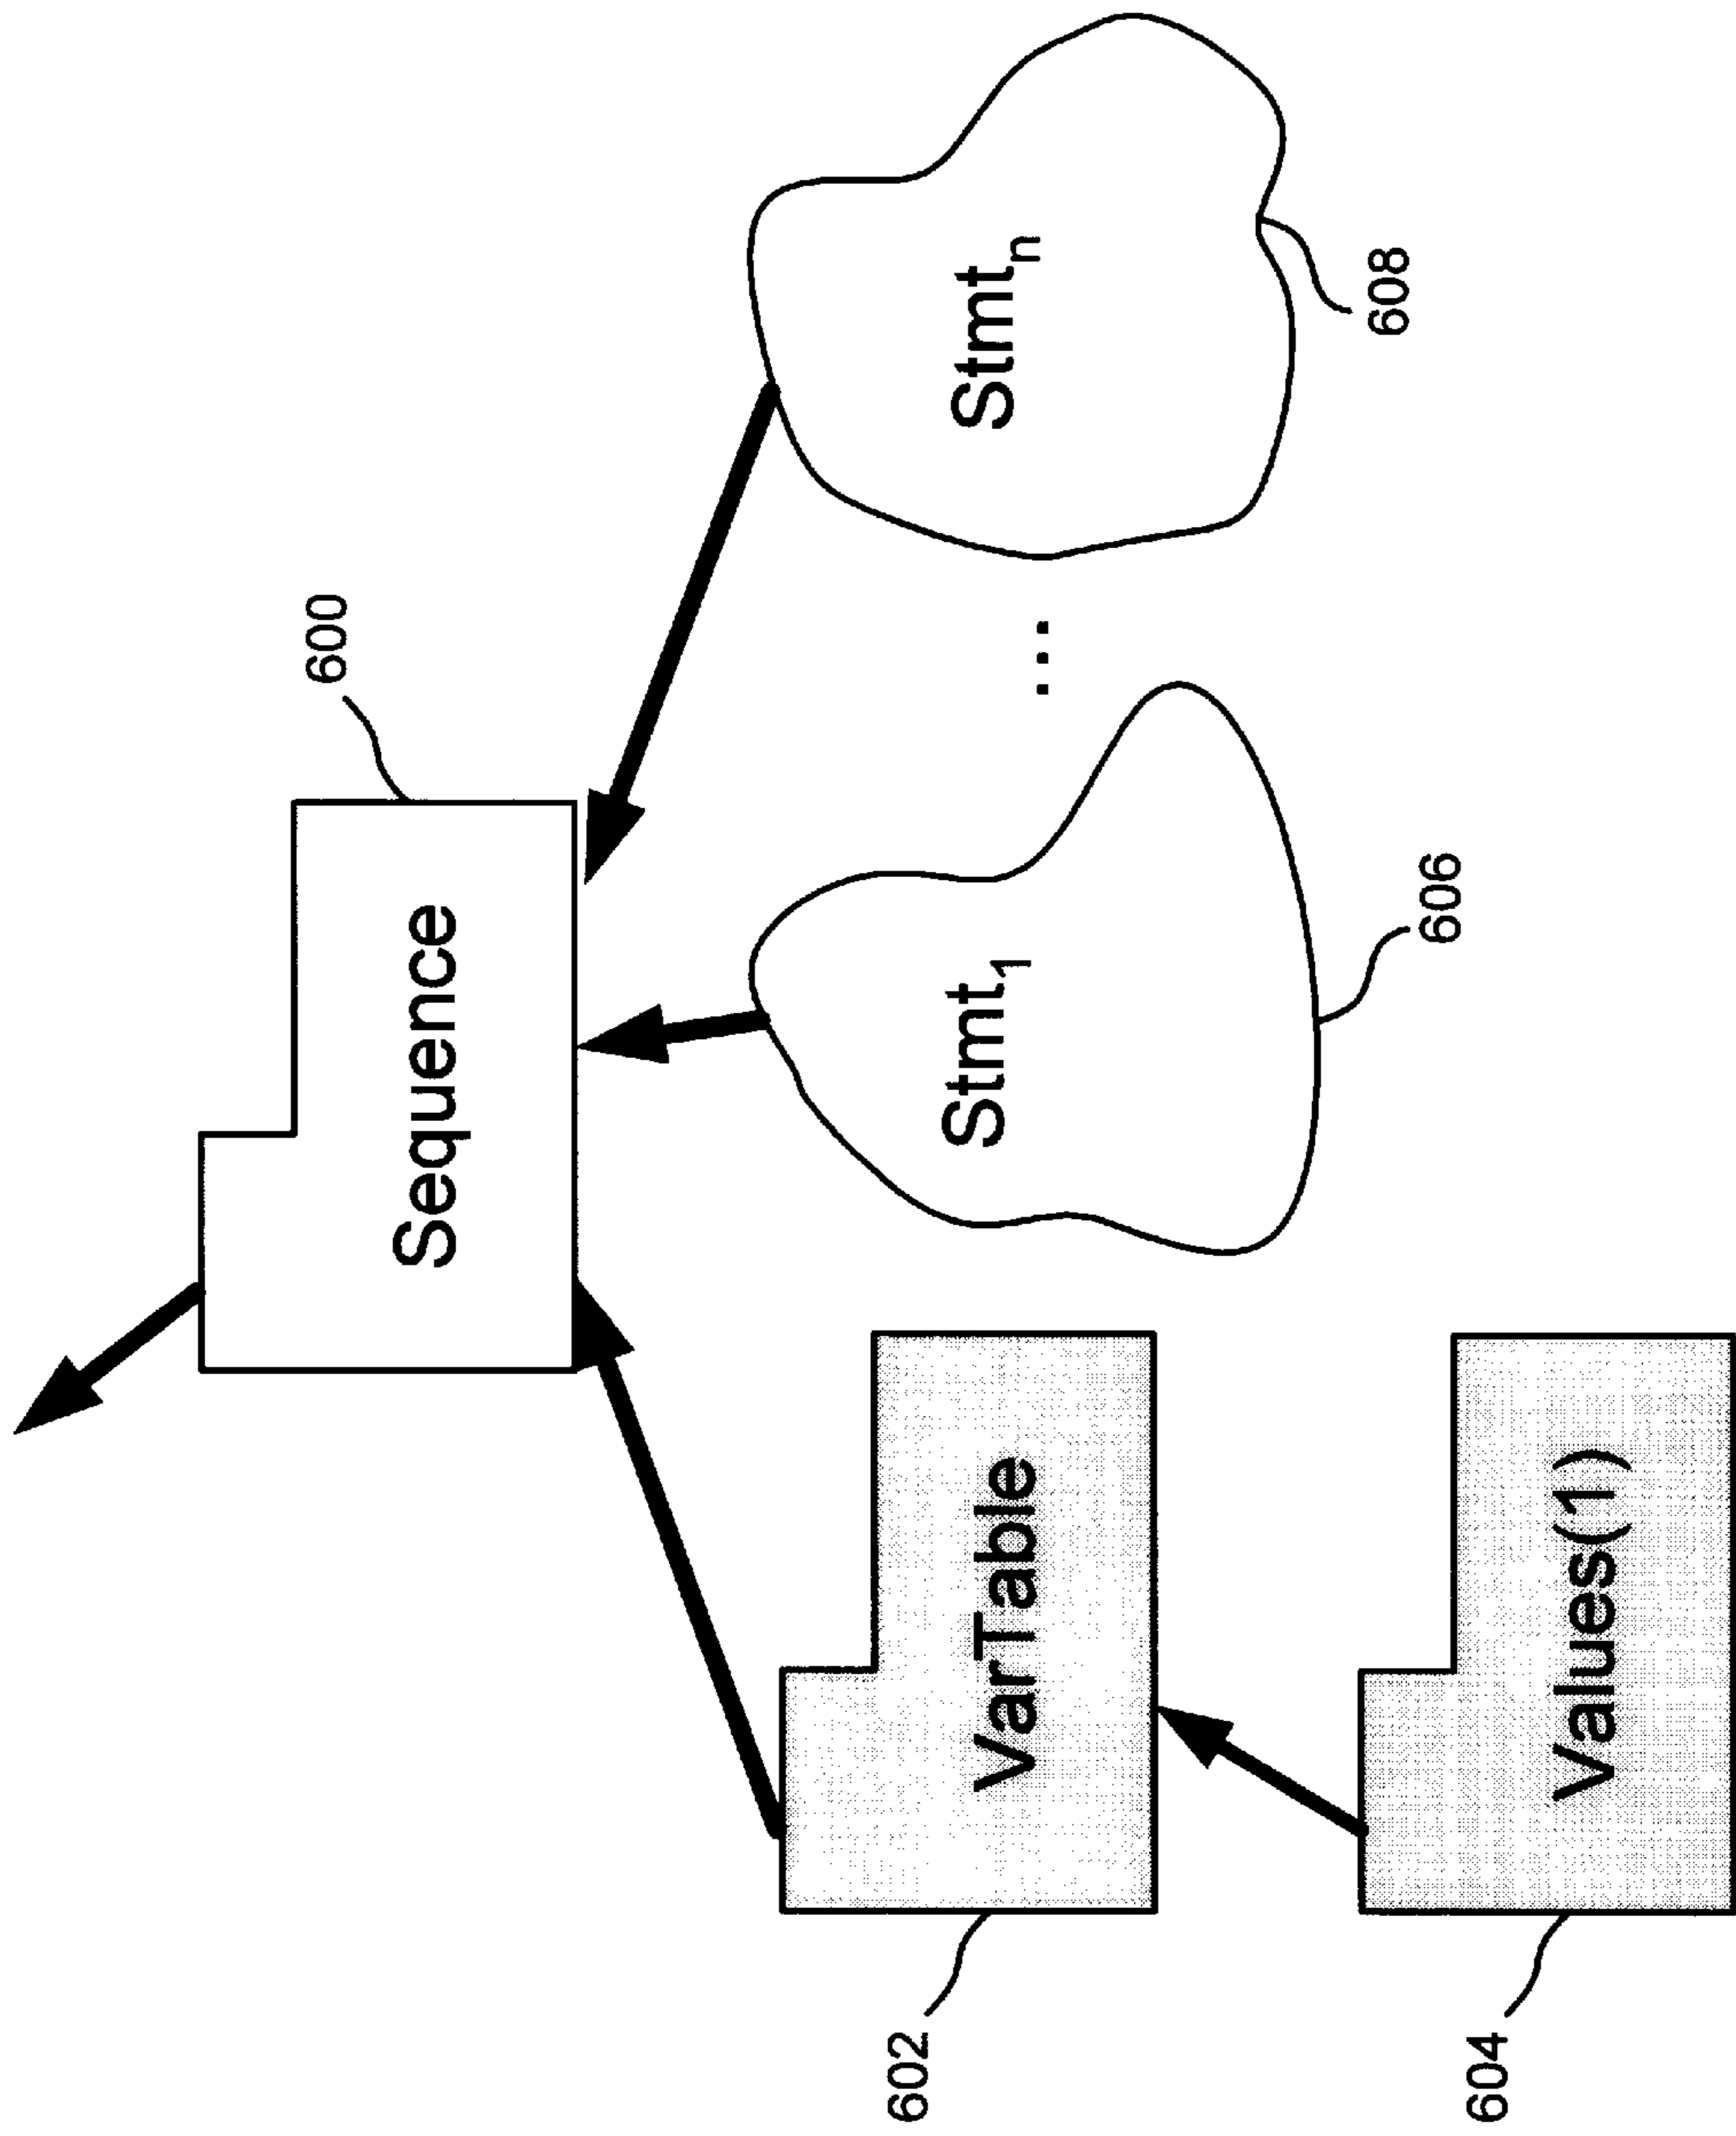 600
Sequence
602
VarTable
Stmt1
...
Stmtn
606
608
604
Values(1)